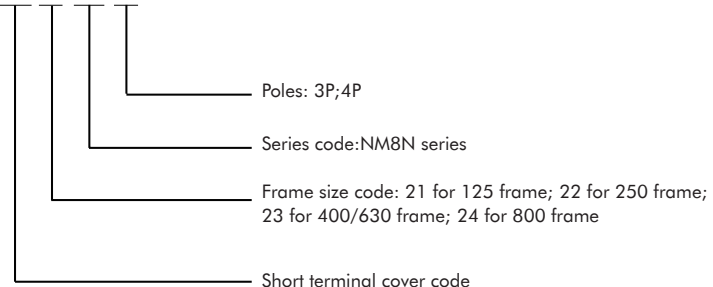 Poles: 3P;4P
Series code:NM8N series
Frame size code: 21 for 125 frame; 22 for 250 frame;
23 for 400/630 frame; 24 for 800 frame
Short terminal cover code